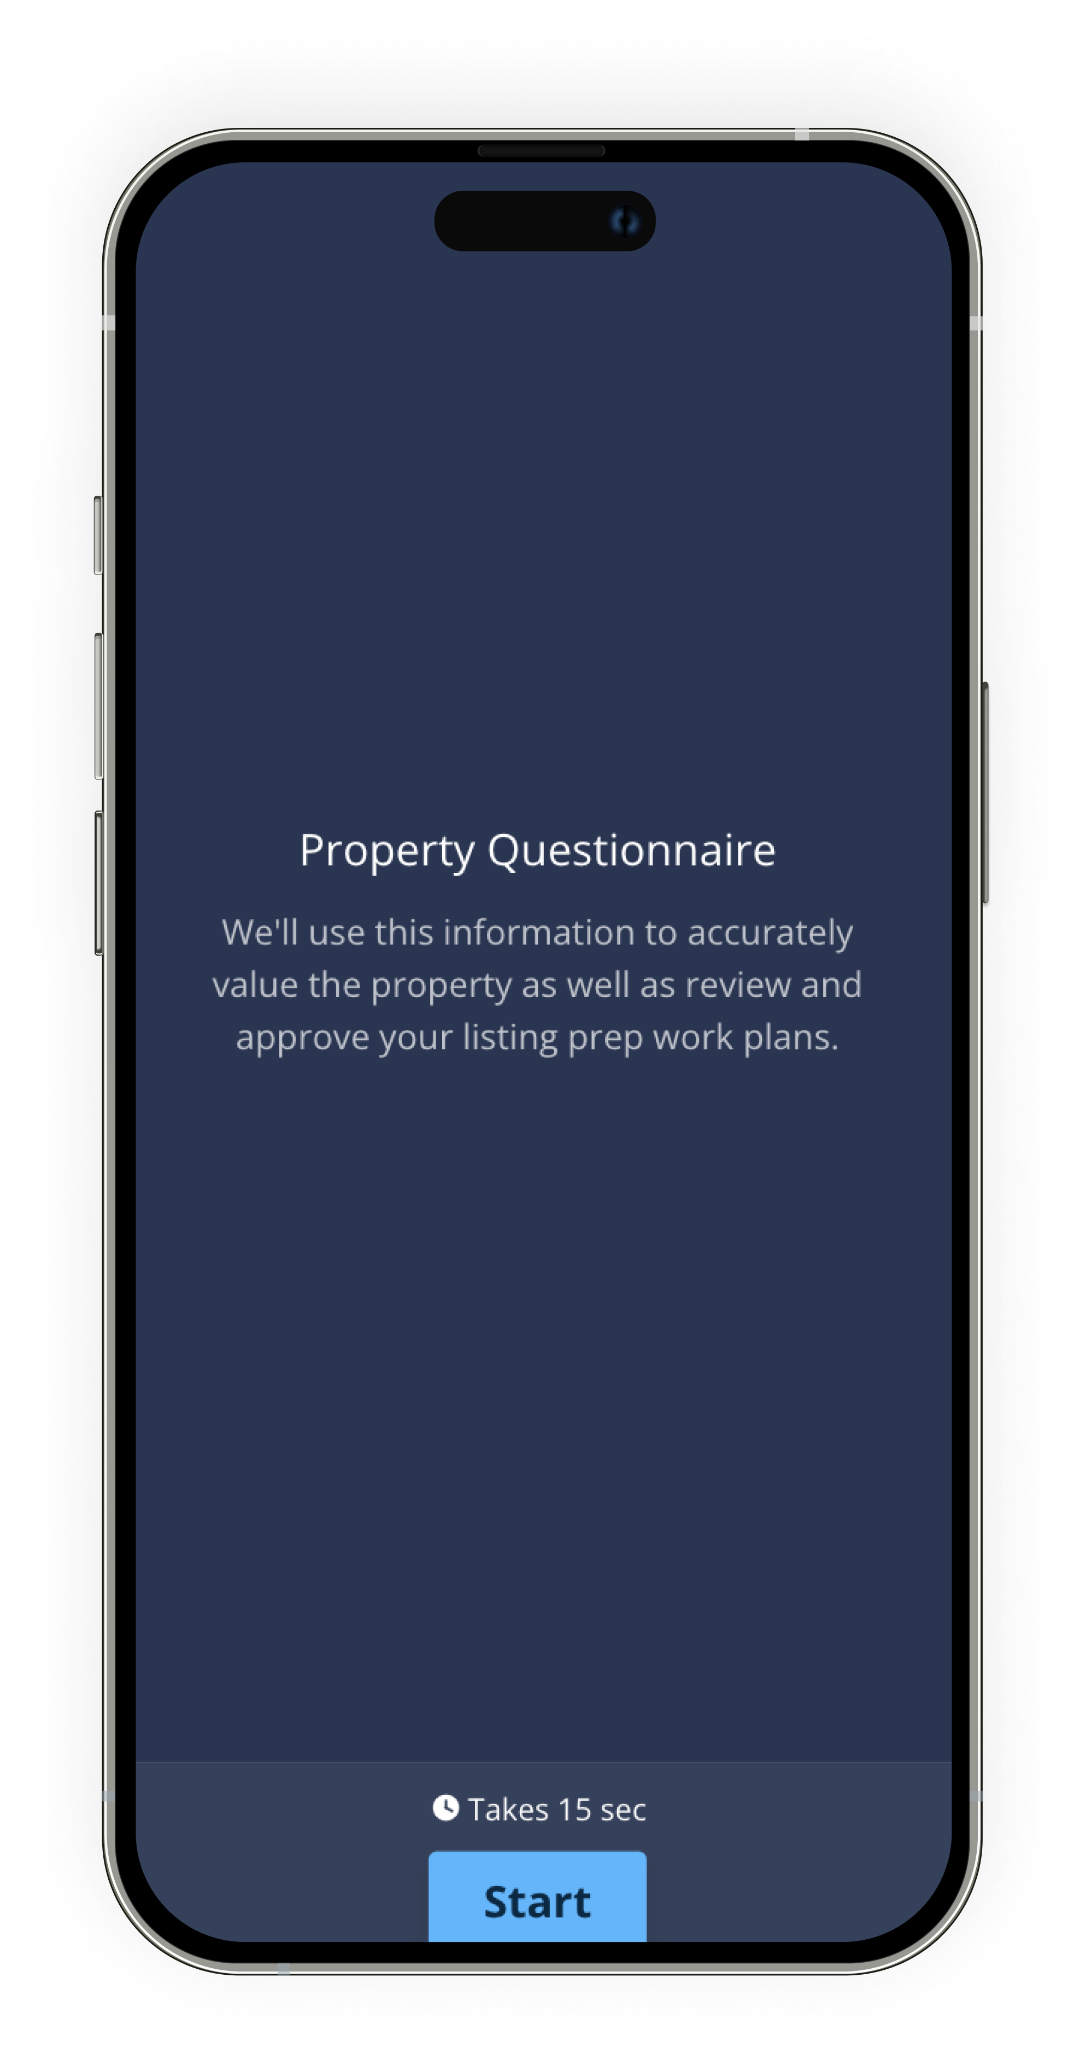 Property Questionnaire
We'll use this information to accurately
value the property as well as review and
approve your listing prep work plans.
Takes 15 sec
Start